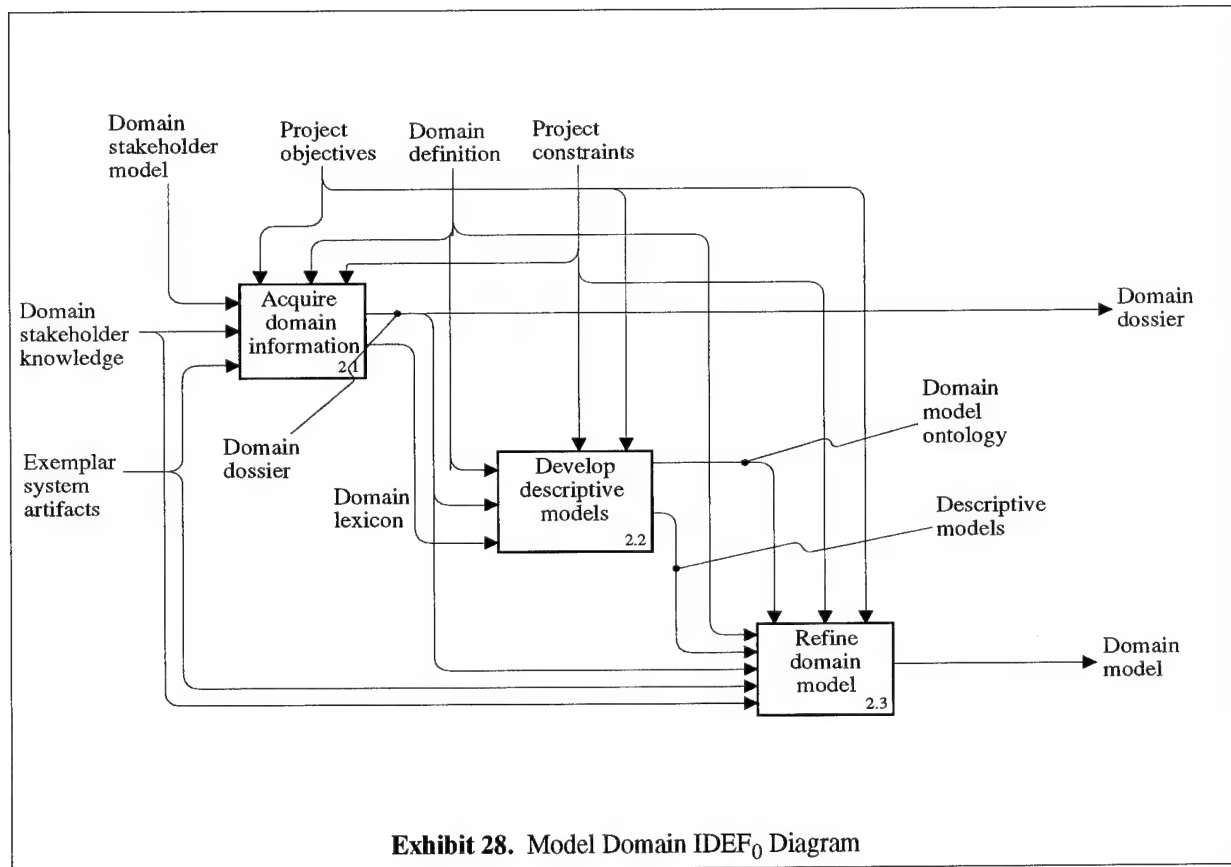 Domain
stakeholder
model
Project
objectives
Domain
definition
Project
constraints
Acquire
domain
information
2.1
Domain
stakeholder
knowledge
Domain
dossier
Domain
dossier
Exemplar
system
artifacts
Domain
lexicon
Develop
descriptive
models
2.2
Domain
model
ontology
Descriptive
models
Refine
domain
model
2.3
Domain
model
Exhibit 28. Model Domain IDEF0 Diagram